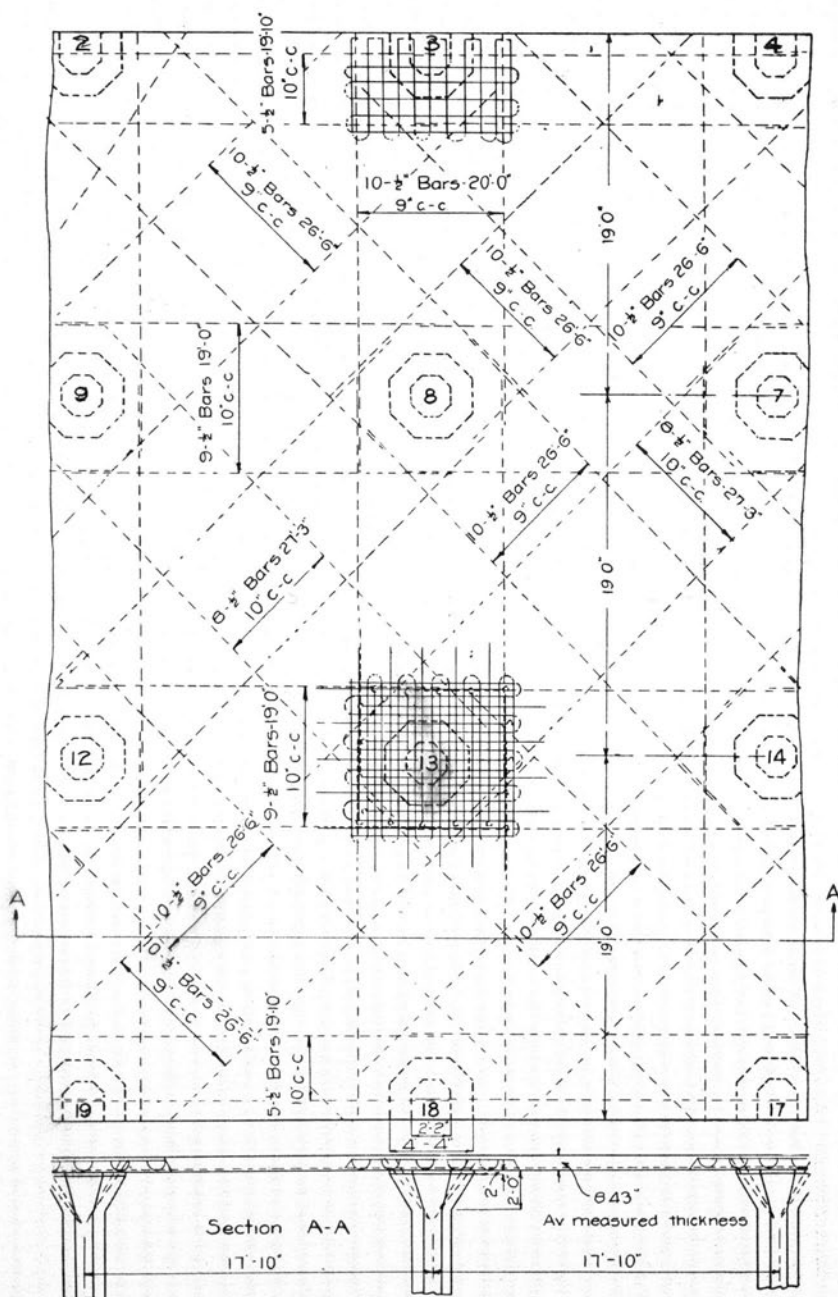 2
3
4
5-½" Bars-19'-10"
10" c-c
10-½" Bars-20'-0"
9" c-c
10-½" Bars 26'-6"
9" c-c
10-½" Bars 26'-6"
9" c-c
10-½" Bars 26'-6"
9" c-c
19'0"
9
8
7
9-½" Bars 19'-0"
10" c-c
10-½" Bars 26'-6"
9" c-c
8-½" Bars 27'-3"
10" c-c
8-½" Bars 27'-3"
10" c-c
19'0"
9-½" Bars-19'0"
10" c-c
12
13
14
10-½" Bars 26'-6"
9" c-c
10-½" Bars 26'-6"
9" c-c
10-½" Bars 26'-6"
9" c-c
19'0"
A
A
5-½" Bars 19'-10"
10" c-c
19
18
17
2'-2"
4'-4"
2"
2'-0"
8.43"
Av measured thickness
Section A-A
17'-10"
17'-10"